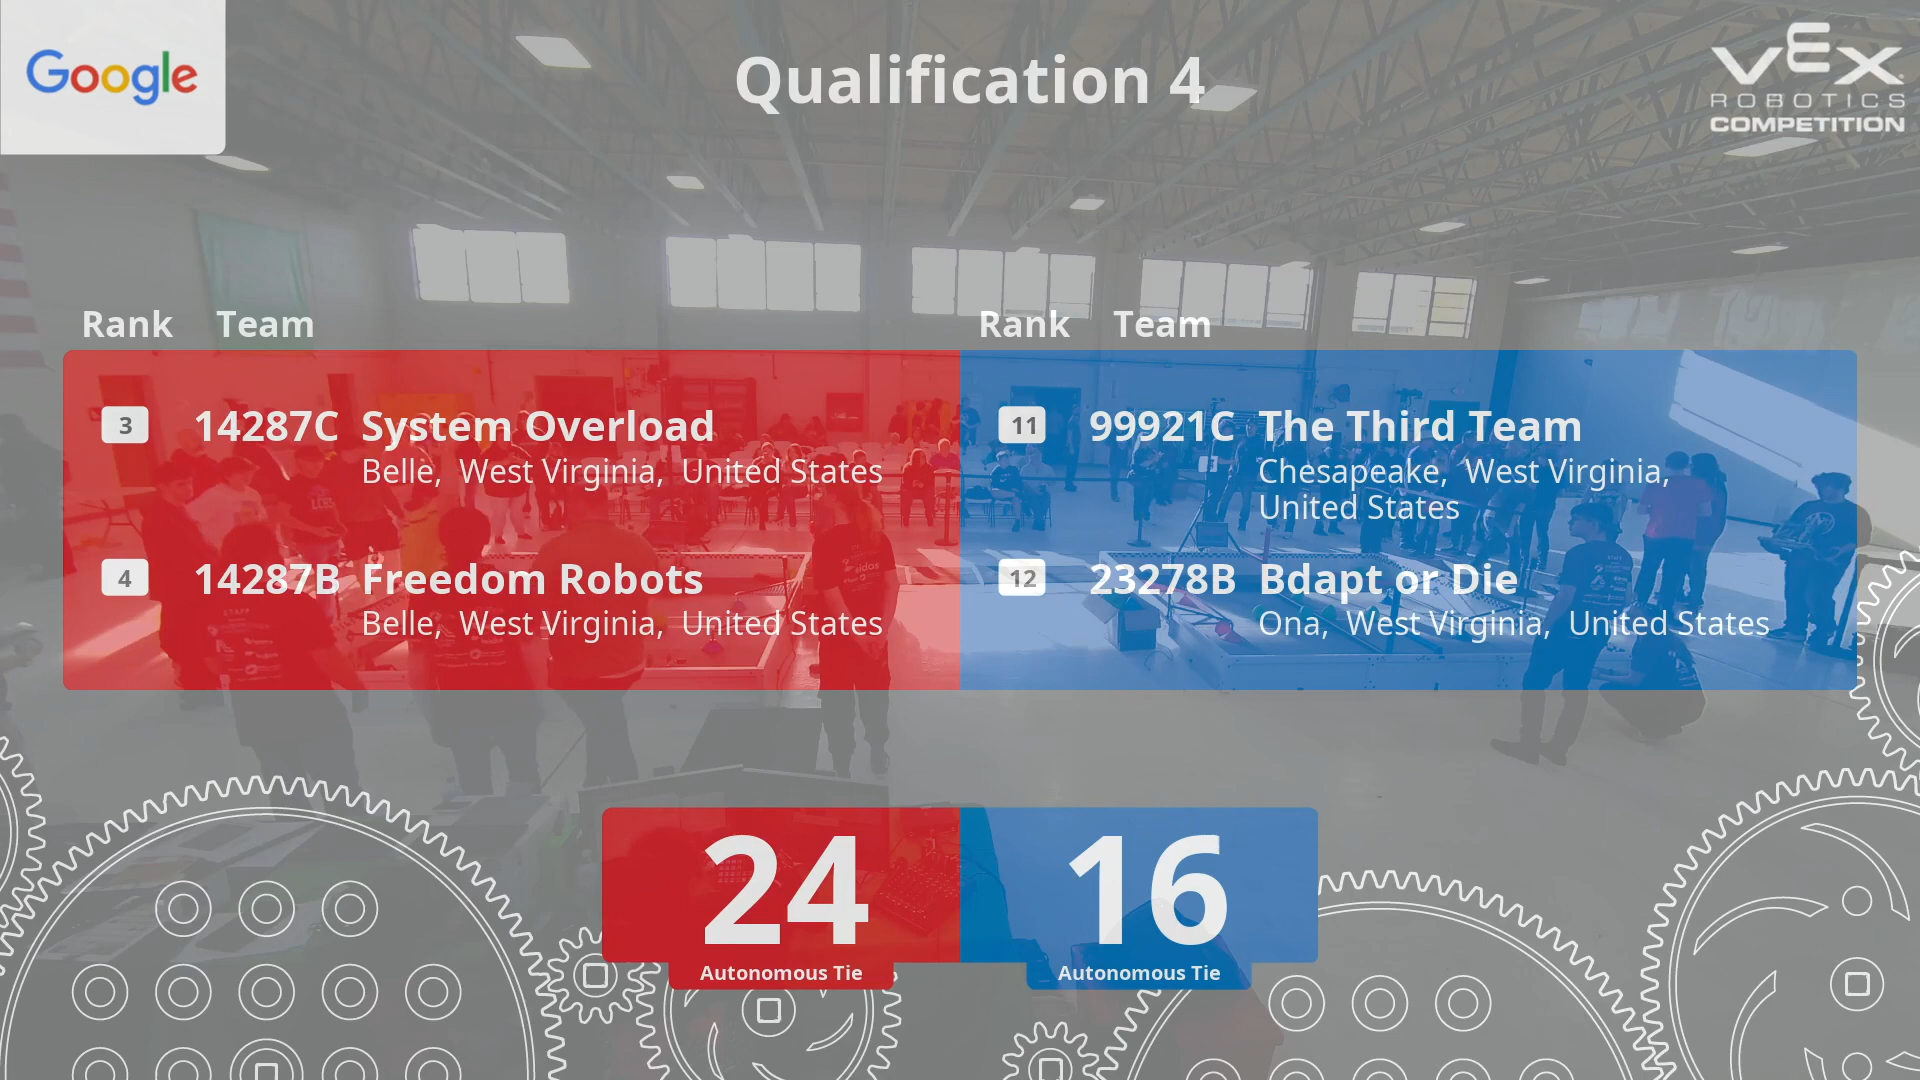 Google
Qualification 4
VEX
ROBOTICS
COMPETITION
Rank Team
3 14287C System Overload
Belle, West Virginia, United States
4 14287B Freedom Robots
Belle, West Virginia, United States
Rank Team
11 99921C The Third Team
Chesapeake, West Virginia,
United States
12 23278B Bdapt or Die
Ona, West Virginia, United States
24
Autonomous Tie
16
Autonomous Tie